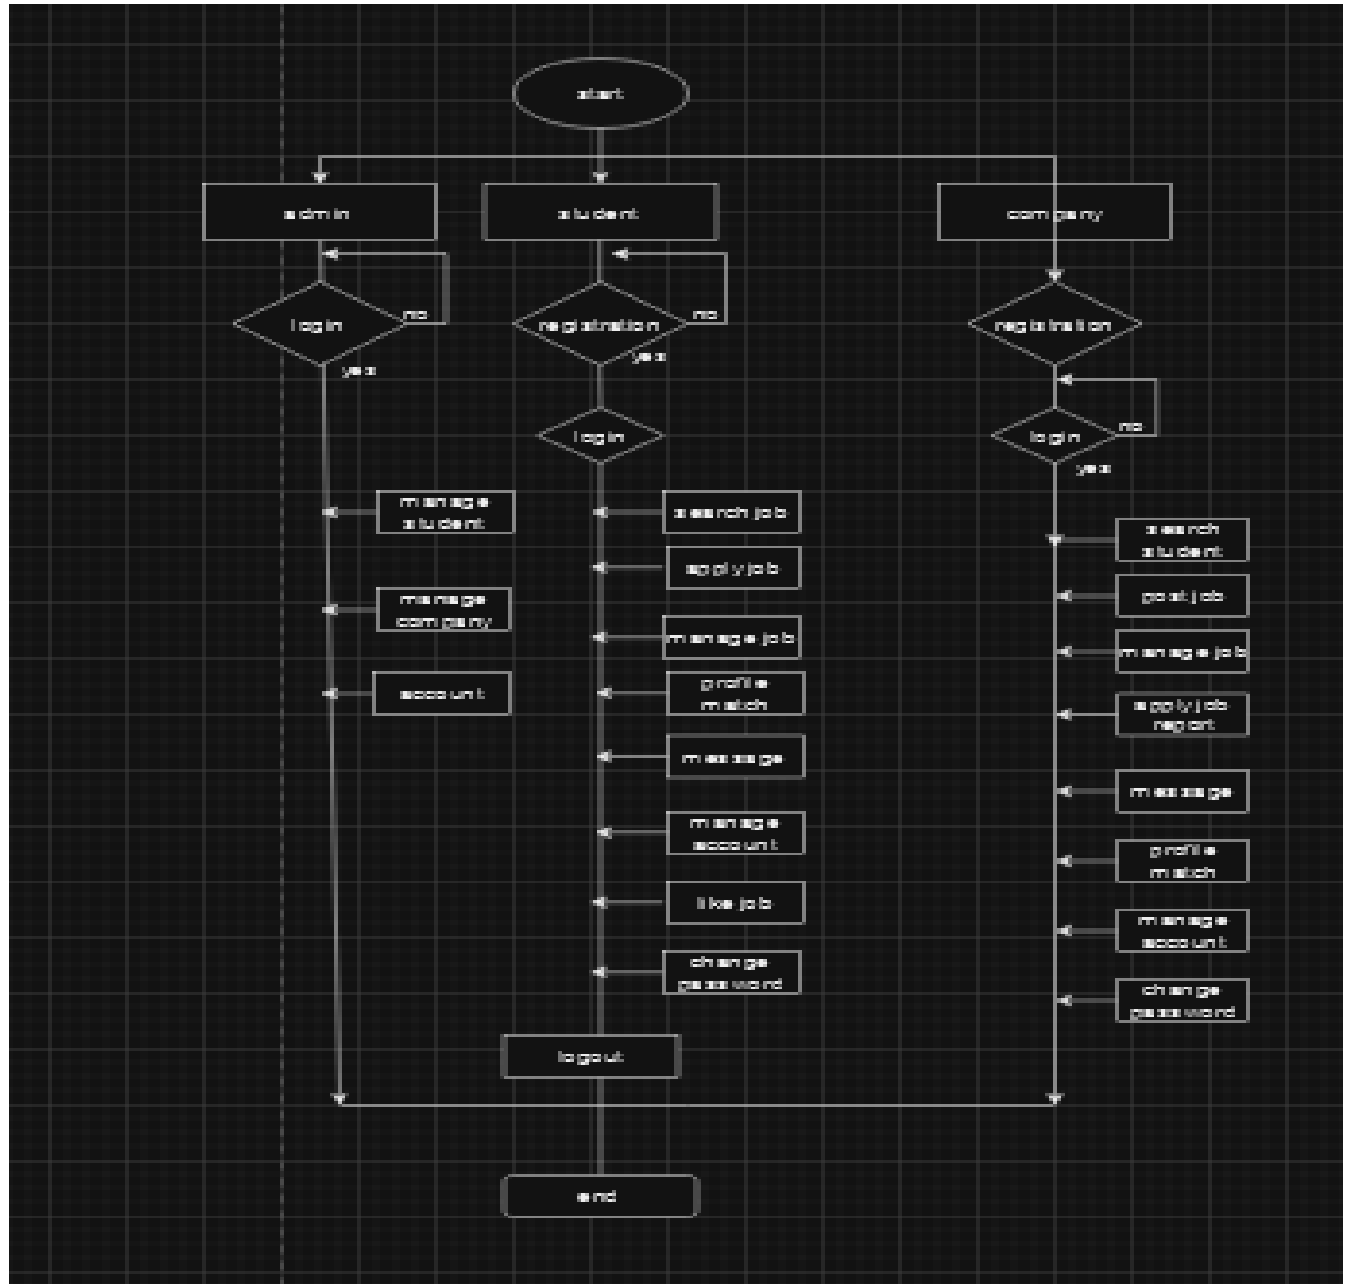 start
admin
student
company
login
no
yes
registration
no
yes
registration
login
login
no
yes
manage
student
manage
company
account
search job
apply job
manage job
profile
match
message
manage
account
like job
change
password
search
student
post job
manage job
apply job
report
message
profile
match
manage
account
change
password
logout
end